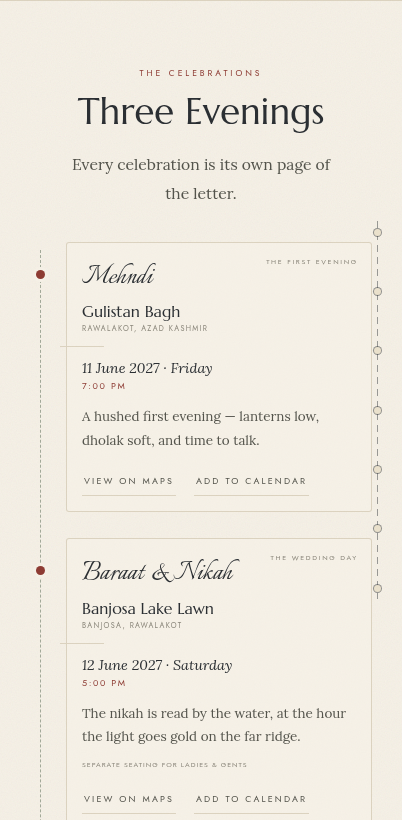 THE CELEBRATIONS
Three Evenings
Every celebration is its own page of
the letter.
THE FIRST EVENING
Mehndi
Gulistan Bagh
RAWALAKOT, AZAD KASHMIR
11 June 2027 · Friday
7:00 PM
A hushed first evening — lanterns low,
dholak soft, and time to talk.
VIEW ON MAPS ADD TO CALENDAR
THE WEDDING DAY
Baraat & Nikah
Banjosa Lake Lawn
BANJOSA, RAWALAKOT
12 June 2027 · Saturday
5:00 PM
The nikah is read by the water, at the hour
the light goes gold on the far ridge.
SEPARATE SEATING FOR LADIES & GENTS
VIEW ON MAPS ADD TO CALENDAR